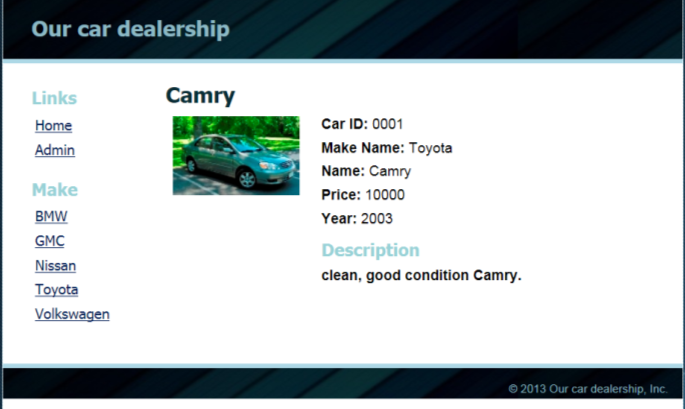 Our car dealership
Links
Home
Admin
Make
BMW
GMC
Nissan
Toyota
Volkswagen
Camry
Car ID: 0001
Make Name: Toyota
Name: Camry
Price: 10000
Year: 2003
Description
clean, good condition Camry.
© 2013 Our car dealership, Inc.